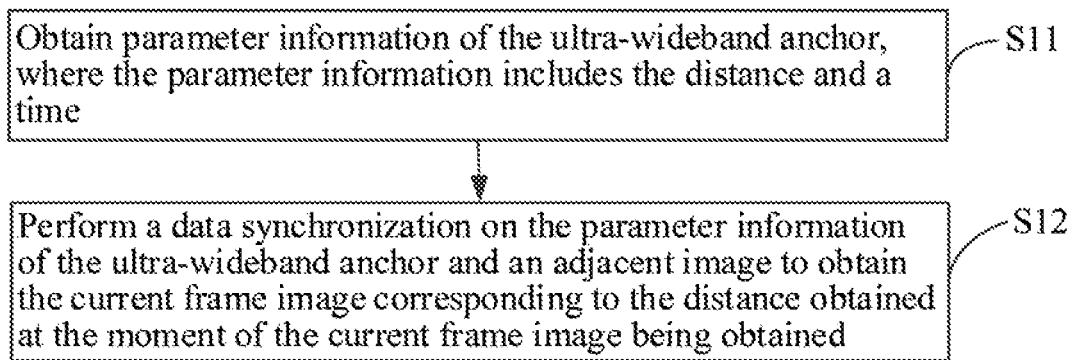 Obtain parameter information of the ultra-wideband anchor,
where the parameter information includes the distance and a
time
S11
Perform a data synchronization on the parameter information
of the ultra-wideband anchor and an adjacent image to obtain
the current frame image corresponding to the distance obtained
at the moment of the current frame image being obtained
S12